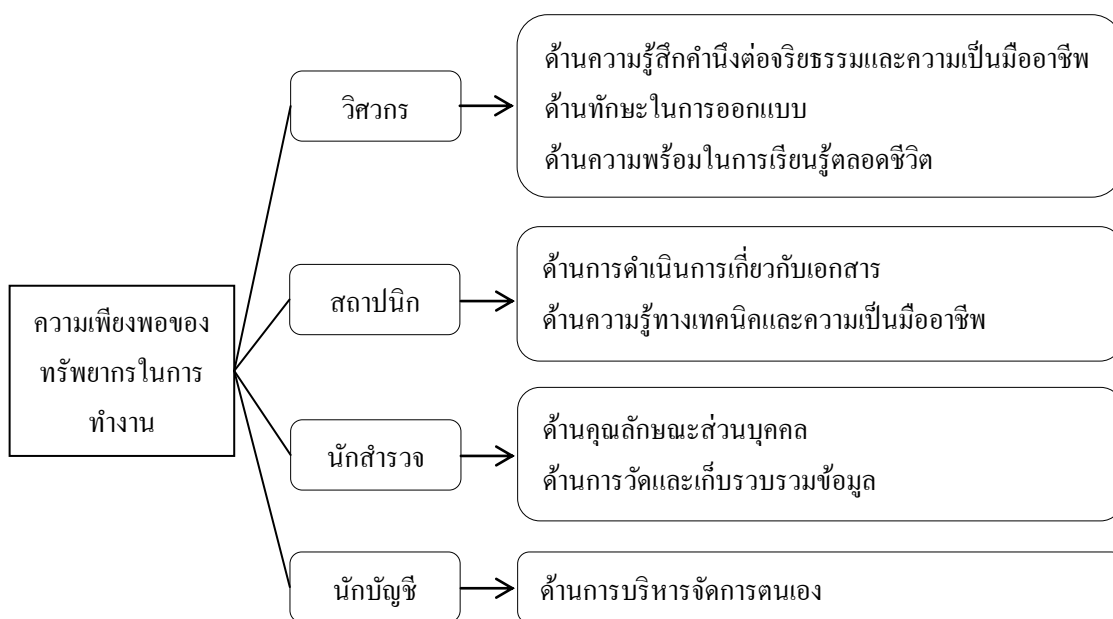 ความเพียงพอของ
ทรัพยากรในการ
ทำงาน
วิศวกร
ด้านความรู้สึกคำนึงต่อจริยธรรมและความเป็นมืออาชีพ
ด้านทักษะในการออกแบบ
ด้านความพร้อมในการเรียนรู้ตลอดชีวิต
สถาปนิก
ด้านการดำเนินการเกี่ยวกับเอกสาร
ด้านความรู้ทางเทคนิคและความเป็นมืออาชีพ
นักสำรวจ
ด้านคุณลักษณะส่วนบุคคล
ด้านการวัดและเก็บรวบรวมข้อมูล
นักบัญชี
ด้านการบริหารจัดการตนเอง